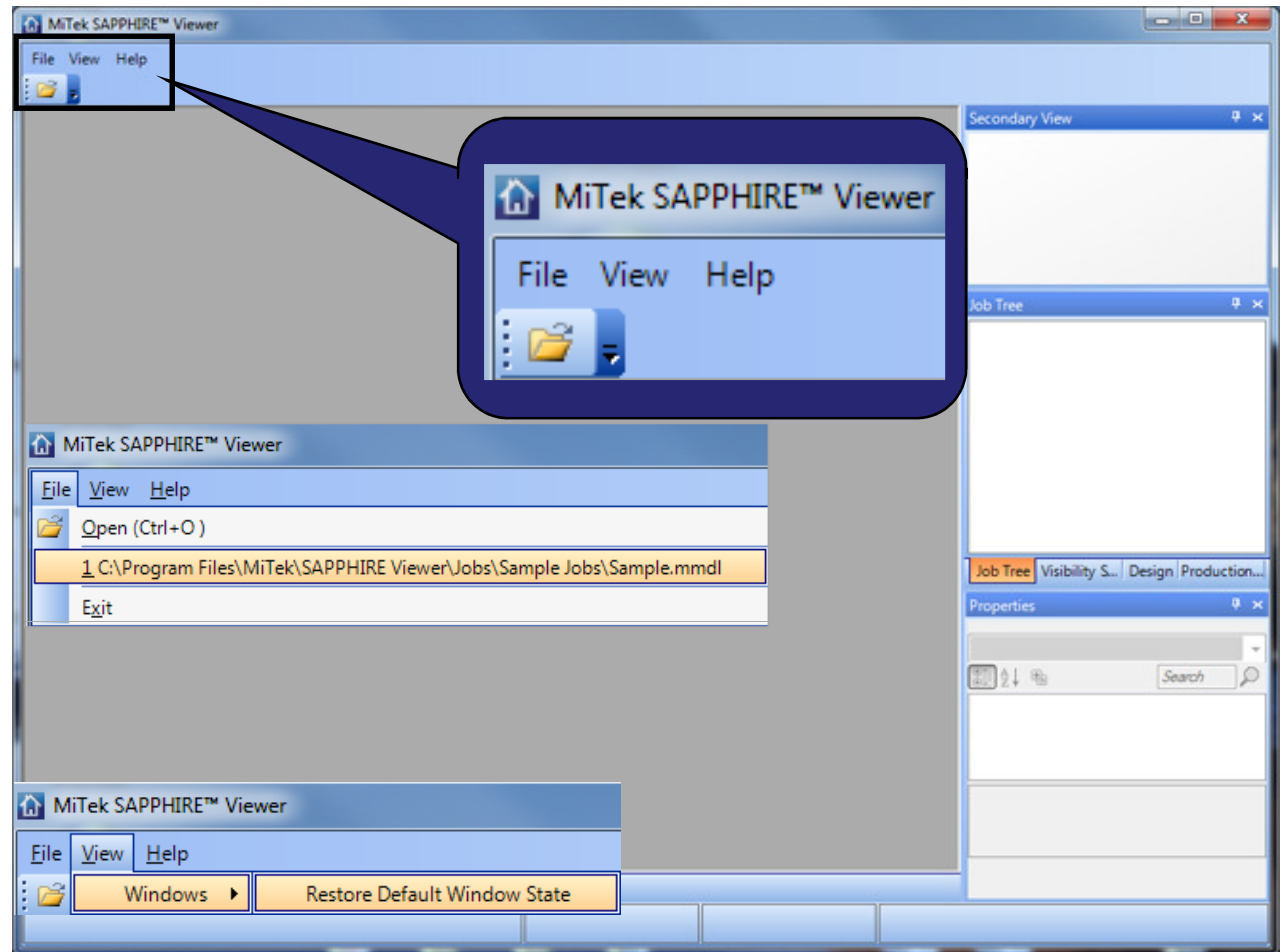 MiTek SAPPHIRE™ Viewer
File View Help
Secondary View
MiTek SAPPHIRE™ Viewer
File View Help
Job Tree
MiTek SAPPHIRE™ Viewer
File View Help
Open (Ctrl+O )
1 C:\Program Files\MiTek\SAPPHIRE Viewer\Jobs\Sample Jobs\Sample.mmdl
Exit
Job Tree Visibility S... Design Production...
Properties
Search
MiTek SAPPHIRE™ Viewer
File View Help
Windows Restore Default Window State